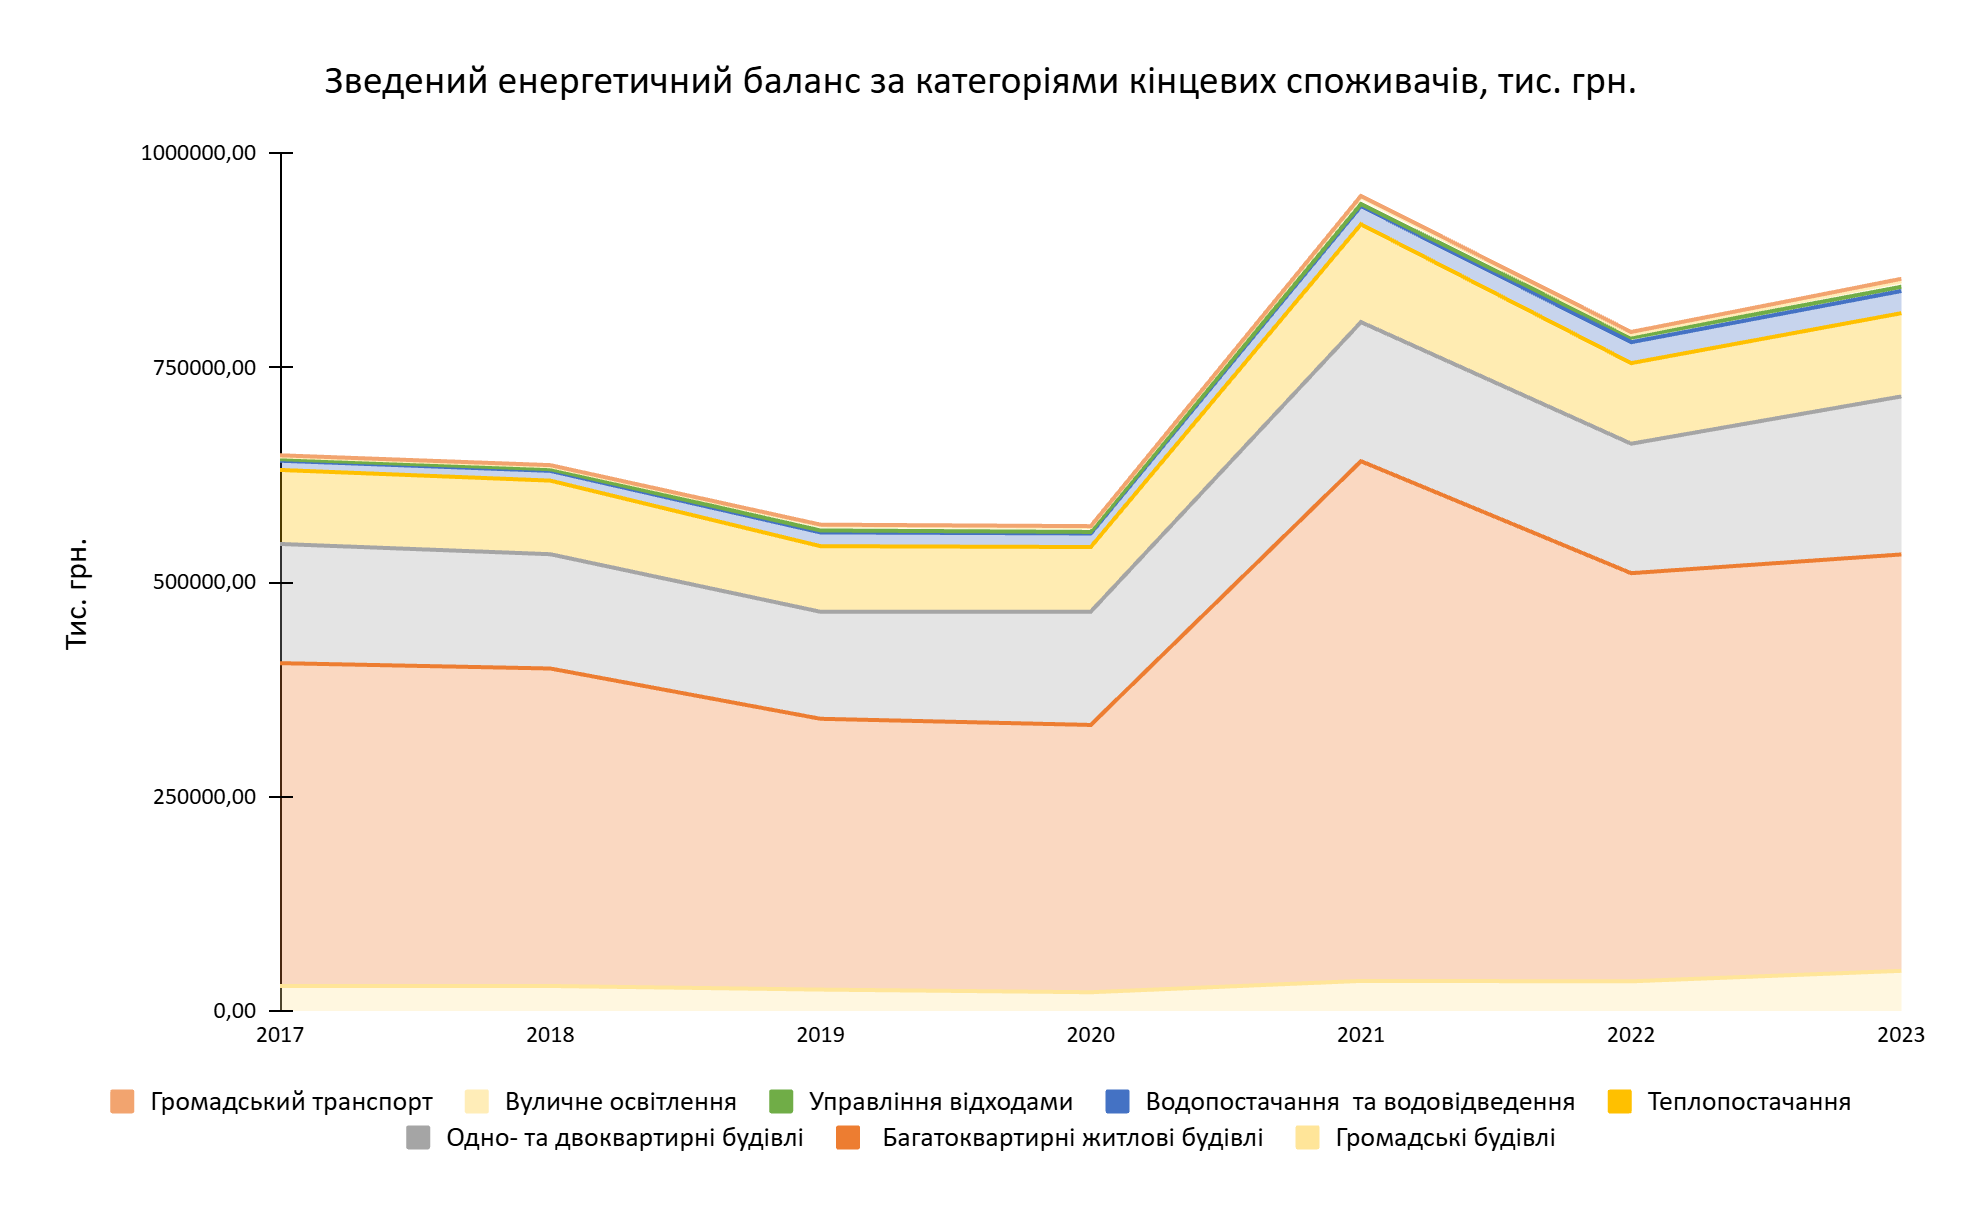 Зведений енергетичний баланс за категоріями кінцевих споживачів, тис. грн.
1000000,00
750000,00
500000,00
250000,00
0,00
Тис. грн.
2017 2018 2019 2020 2021 2022 2023
Громадський транспорт Вуличне освітлення Управління відходами Водопостачання та водовідведення Теплопостачання
Одно- та двоквартирні будівлі Багатоквартирні житлові будівлі Громадські будівлі